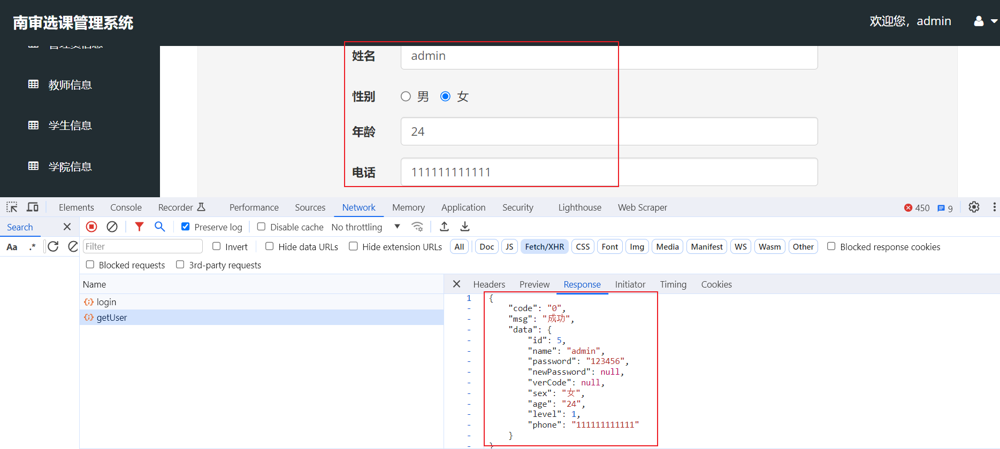 南审选课管理系统
欢迎您，admin
管理员信息
教师信息
学生信息
学院信息
姓名 admin
性别 男 女
年龄 24
电话 111111111111
Elements Console Recorder Performance Sources Network Memory Application Security Lighthouse Web Scraper 450 9
Search
Preserve log Disable cache No throttling
Aa .* Filter Invert Hide data URLs Hide extension URLs All Doc JS Fetch/XHR CSS Font Img Media Manifest WS Wasm Other Blocked response cookies
Blocked requests 3rd-party requests
Name
login
getUser
Headers Preview Response Initiator Timing Cookies
1 {
- "code": "0",
- "msg": "成功",
- "data": {
- "id": 5,
- "name": "admin",
- "password": "123456",
- "newPassword": null,
- "verCode": null,
- "sex": "女",
- "age": "24",
- "level": 1,
- "phone": "111111111111"
- }
- }